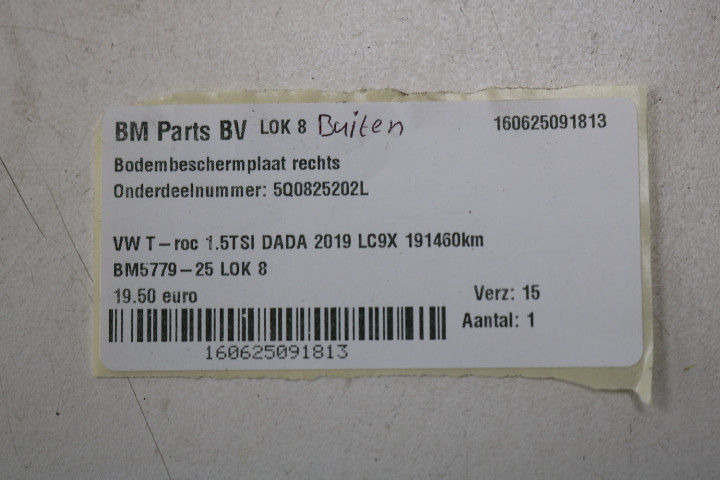 BM Parts BV LOK 8 Buiten 160625091813
Bodembeschermplaat rechts
Onderdeelnummer: 5Q0825202L
VW T-roc 1.5TSI DADA 2019 LC9X 191460km
BM5779-25 LOK 8
19.50 euro Verz: 15
Aantal: 1
160625091813